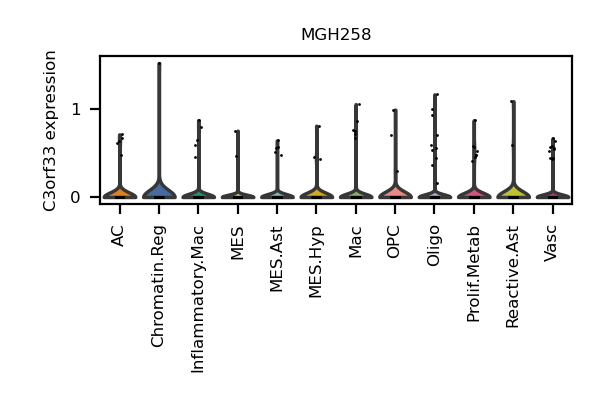 MGH258
C3orf33 expression
1
0
AC
Chromatin.Reg
Inflammatory.Mac
MES
MES.Ast
MES.Hyp
Mac
OPC
Oligo
Prolif.Metab
Reactive.Ast
Vasc